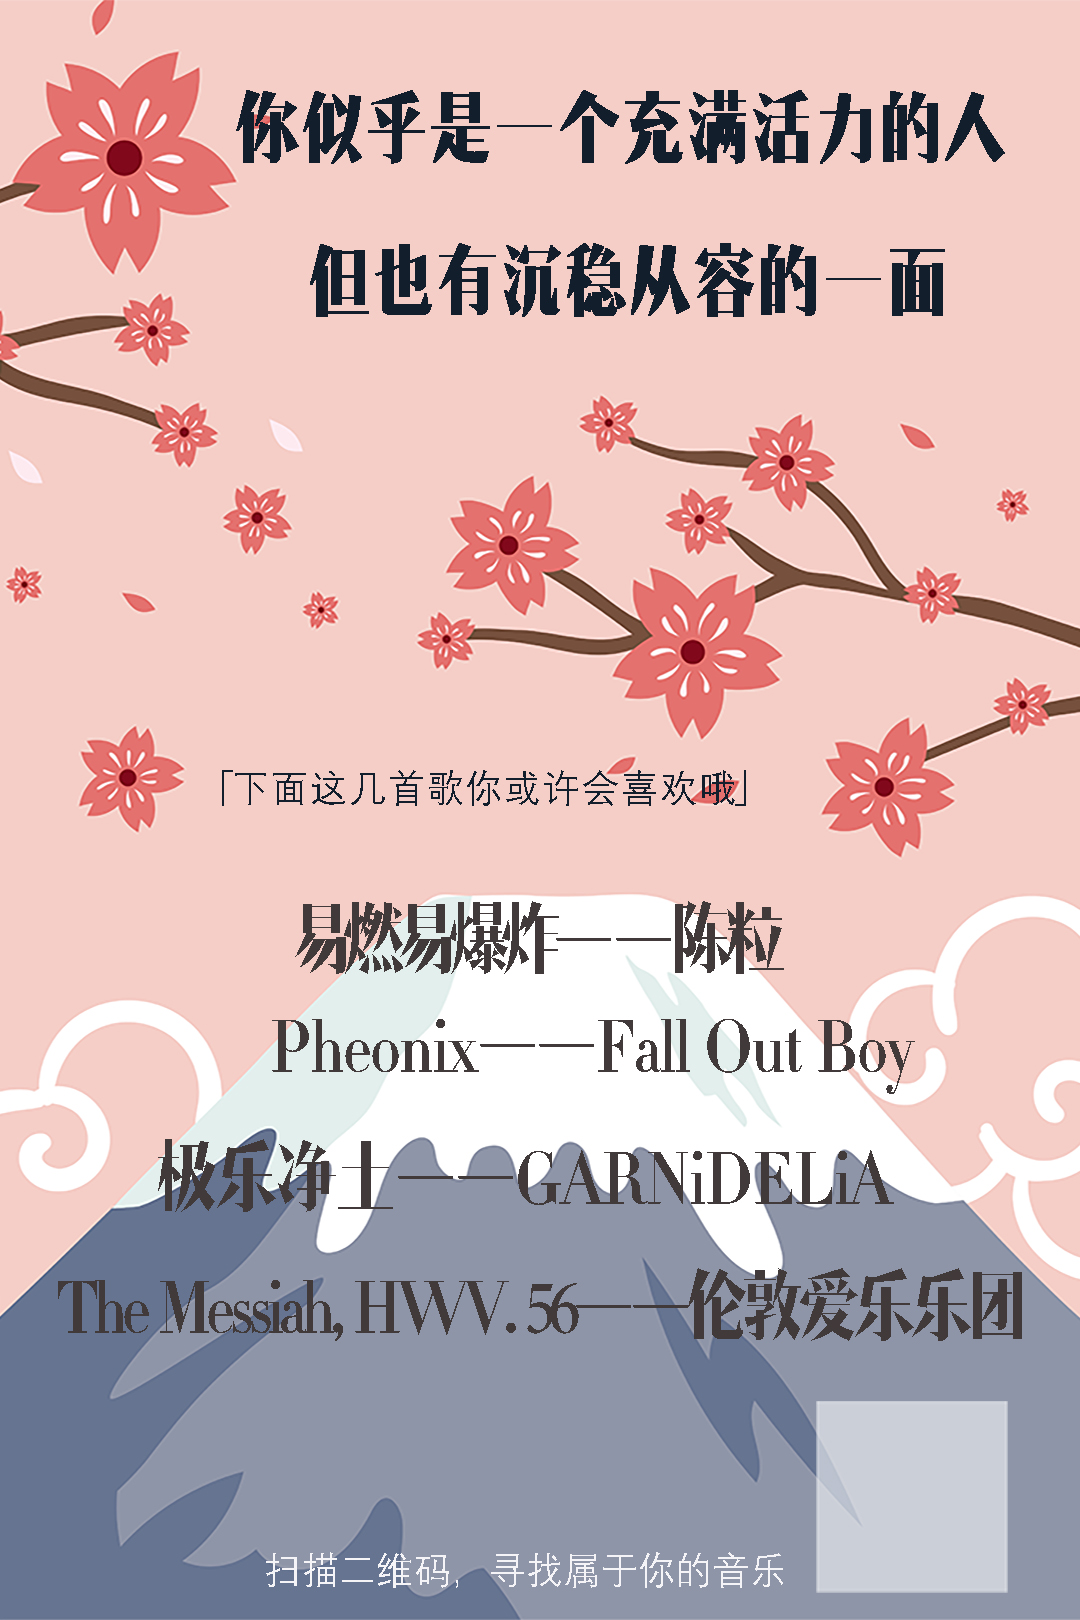 你似乎是一个充满活力的人
但也有沉稳从容的一面
「下面这几首歌你或许会喜欢哦」
易燃易爆炸——陈粒
Pheonix——Fall Out Boy
极乐净土——GARNiDELiA
The Messiah, HWV. 56——伦敦爱乐乐团
扫描二维码，寻找属于你的音乐